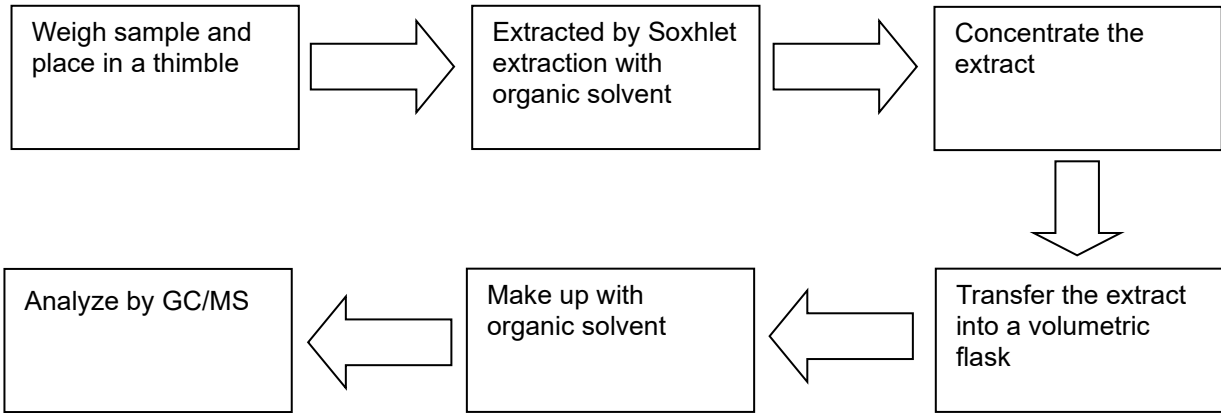 Weigh sample and
place in a thimble
Extracted by Soxhlet
extraction with
organic solvent
Concentrate the
extract
Transfer the extract
into a volumetric
flask
Make up with
organic solvent
Analyze by GC/MS